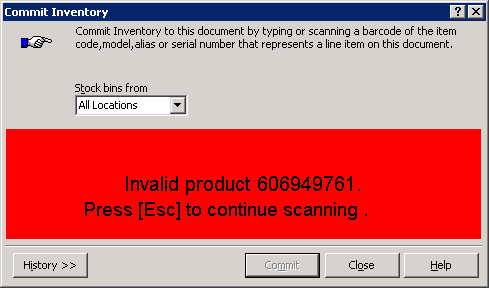 Commit Inventory
Commit Inventory to this document by typing or scanning a barcode of the item
code,model,alias or serial number that represents a line item on this document.
Stock bins from
All Locations
Invalid product 606949761.
Press [Esc] to continue scanning .
History >>
Commit
Close
Help